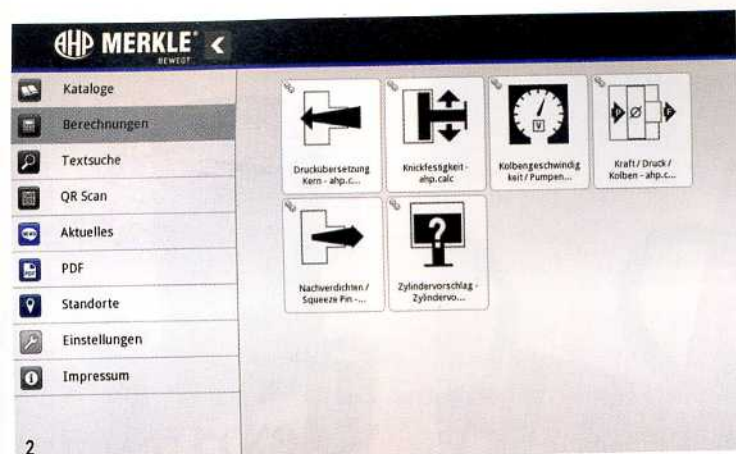 AHP MERKLE
BEWEGT
Kataloge
Berechnungen
Textsuche
QR Scan
Aktuelles
PDF
Standorte
Einstellungen
Impressum
2
Druckübersetzung
Kern - ahp.c...
Knickfestigkeit -
ahp.calc
Kolbengeschwindig
keit / Pumpen...
V
Kraft / Druck /
Kolben - ahp.c...
P Ø F
Nachverdichten /
Squeeze Pin -...
?
Zylindervorschlag -
Zylindervo...